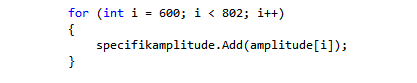 for (int i = 600; i < 802; i++)
{
    specifikamplitude.Add(amplitude[i]);
}